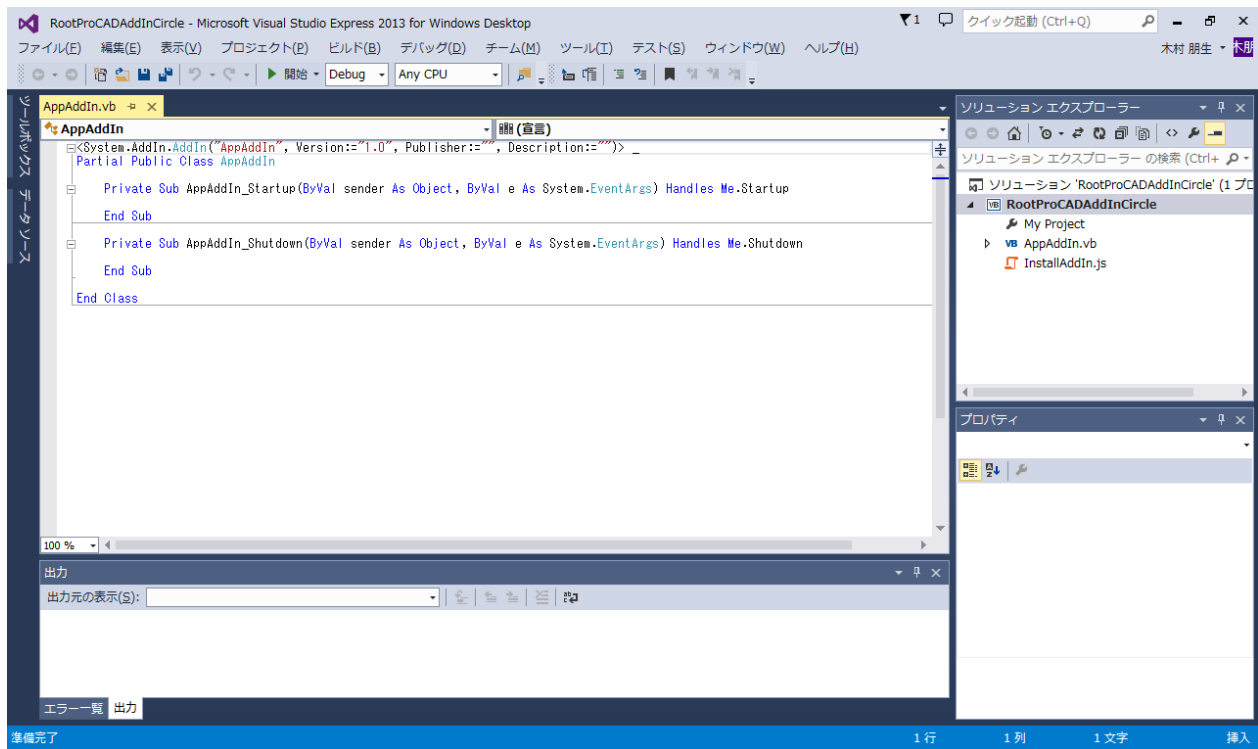 RootProCADAddInCircle - Microsoft Visual Studio Express 2013 for Windows Desktop
1
クイック起動 (Ctrl+Q)
ファイル(F) 編集(E) 表示(V) プロジェクト(P) ビルド(B) デバッグ(D) チーム(M) ツール(T) テスト(S) ウィンドウ(W) ヘルプ(H)
木村 朋生 木朋
開始 Debug Any CPU
ツールボックス
データ ソース
AppAddIn.vb
AppAddIn
(宣言)
<System.AddIn.AddIn("AppAddIn", Version:="1.0", Publisher:="", Description:="")> _
Partial Public Class AppAddIn
Private Sub AppAddIn_Startup(ByVal sender As Object, ByVal e As System.EventArgs) Handles Me.Startup
End Sub
Private Sub AppAddIn_Shutdown(ByVal sender As Object, ByVal e As System.EventArgs) Handles Me.Shutdown
End Sub
End Class
100 %
出力
出力元の表示(S):
エラー一覧 出力
ソリューション エクスプローラー
ソリューション エクスプローラー の検索 (Ctrl+
ソリューション 'RootProCADAddInCircle' (1 プロ
VB RootProCADAddInCircle
My Project
VB AppAddIn.vb
InstallAddIn.js
プロパティ
準備完了
1 行 1 列 1 文字 挿入